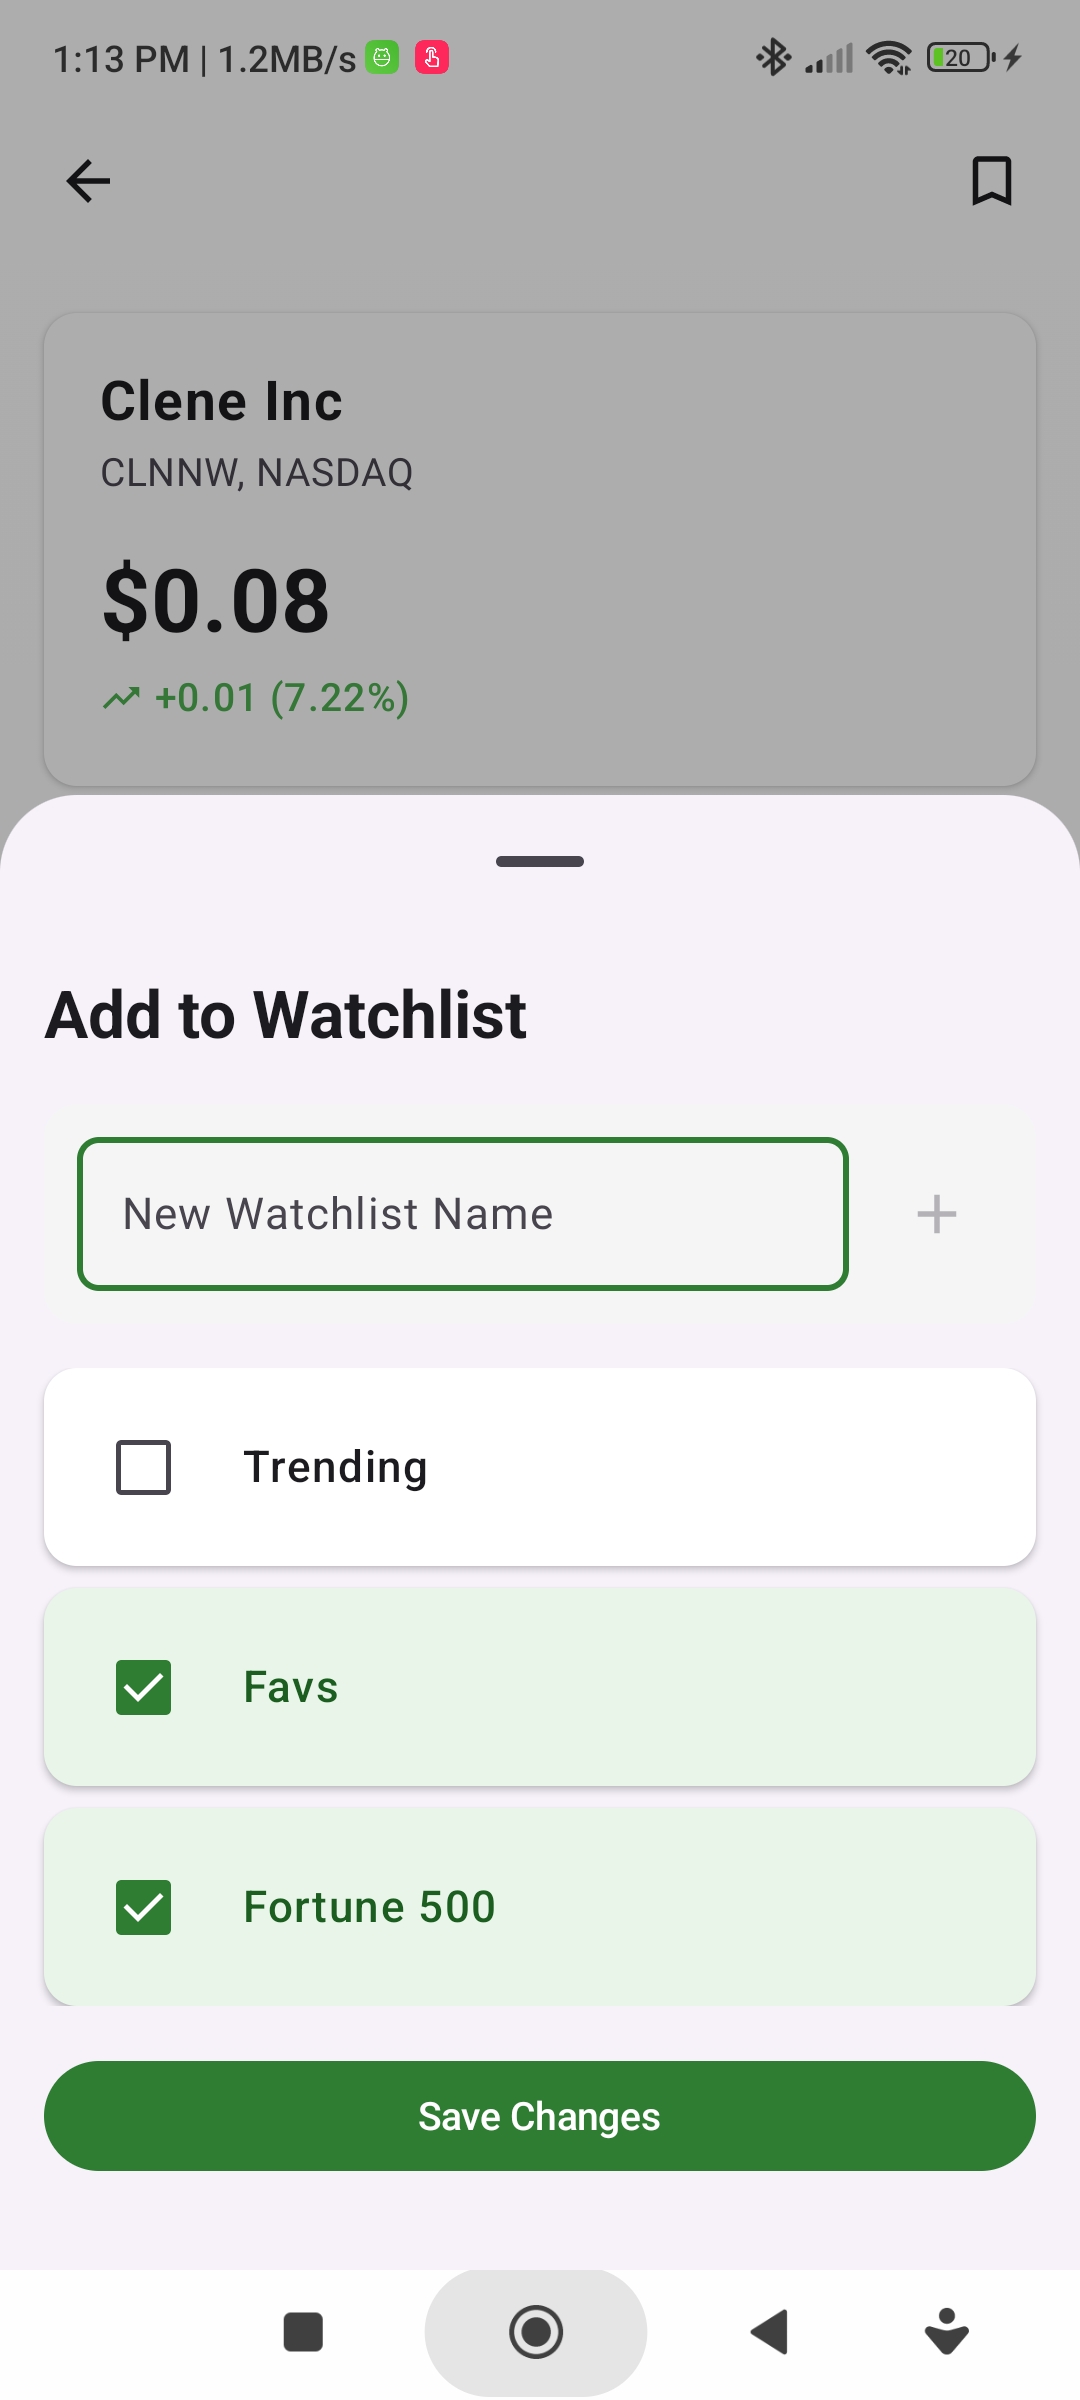 1:13 PM | 1.2MB/s
20
Clene Inc
CLNNW, NASDAQ
$0.08
+0.01 (7.22%)
Add to Watchlist
New Watchlist Name
Trending
Favs
Fortune 500
Save Changes